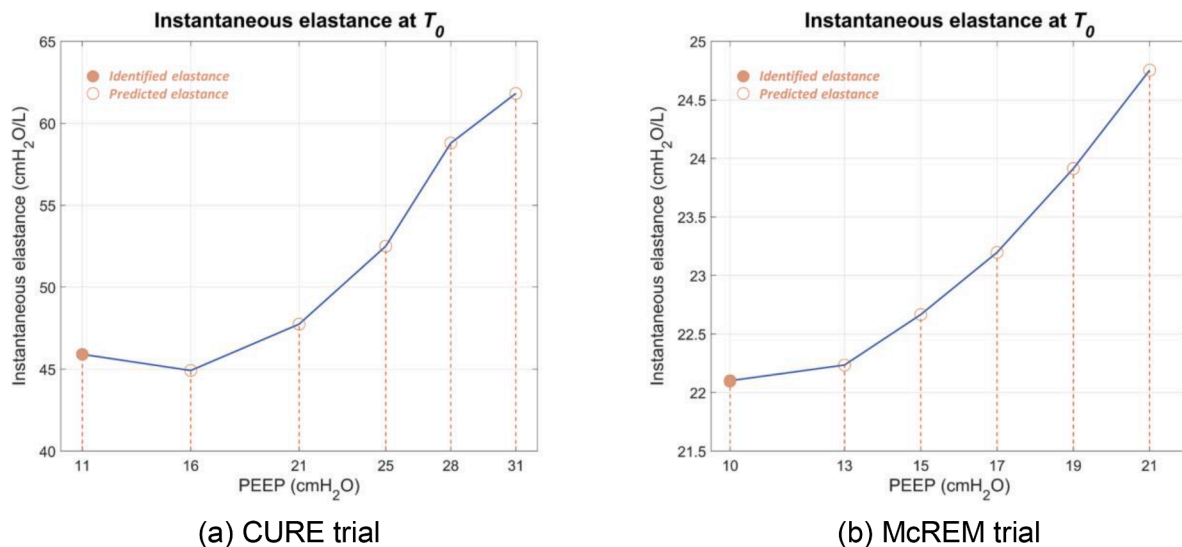 Instantaneous elastance at T₀
Identified elastance
Predicted elastance
Instantaneous elastance (cmH₂O/L)
65
60
55
50
45
40
11 16 21 25 28 31
PEEP (cmH₂O)
(a) CURE trial
Instantaneous elastance at T₀
Identified elastance
Predicted elastance
Instantaneous elastance (cmH₂O/L)
25
24.5
24
23.5
23
22.5
22
21.5
10 13 15 17 19 21
PEEP (cmH₂O)
(b) McREM trial